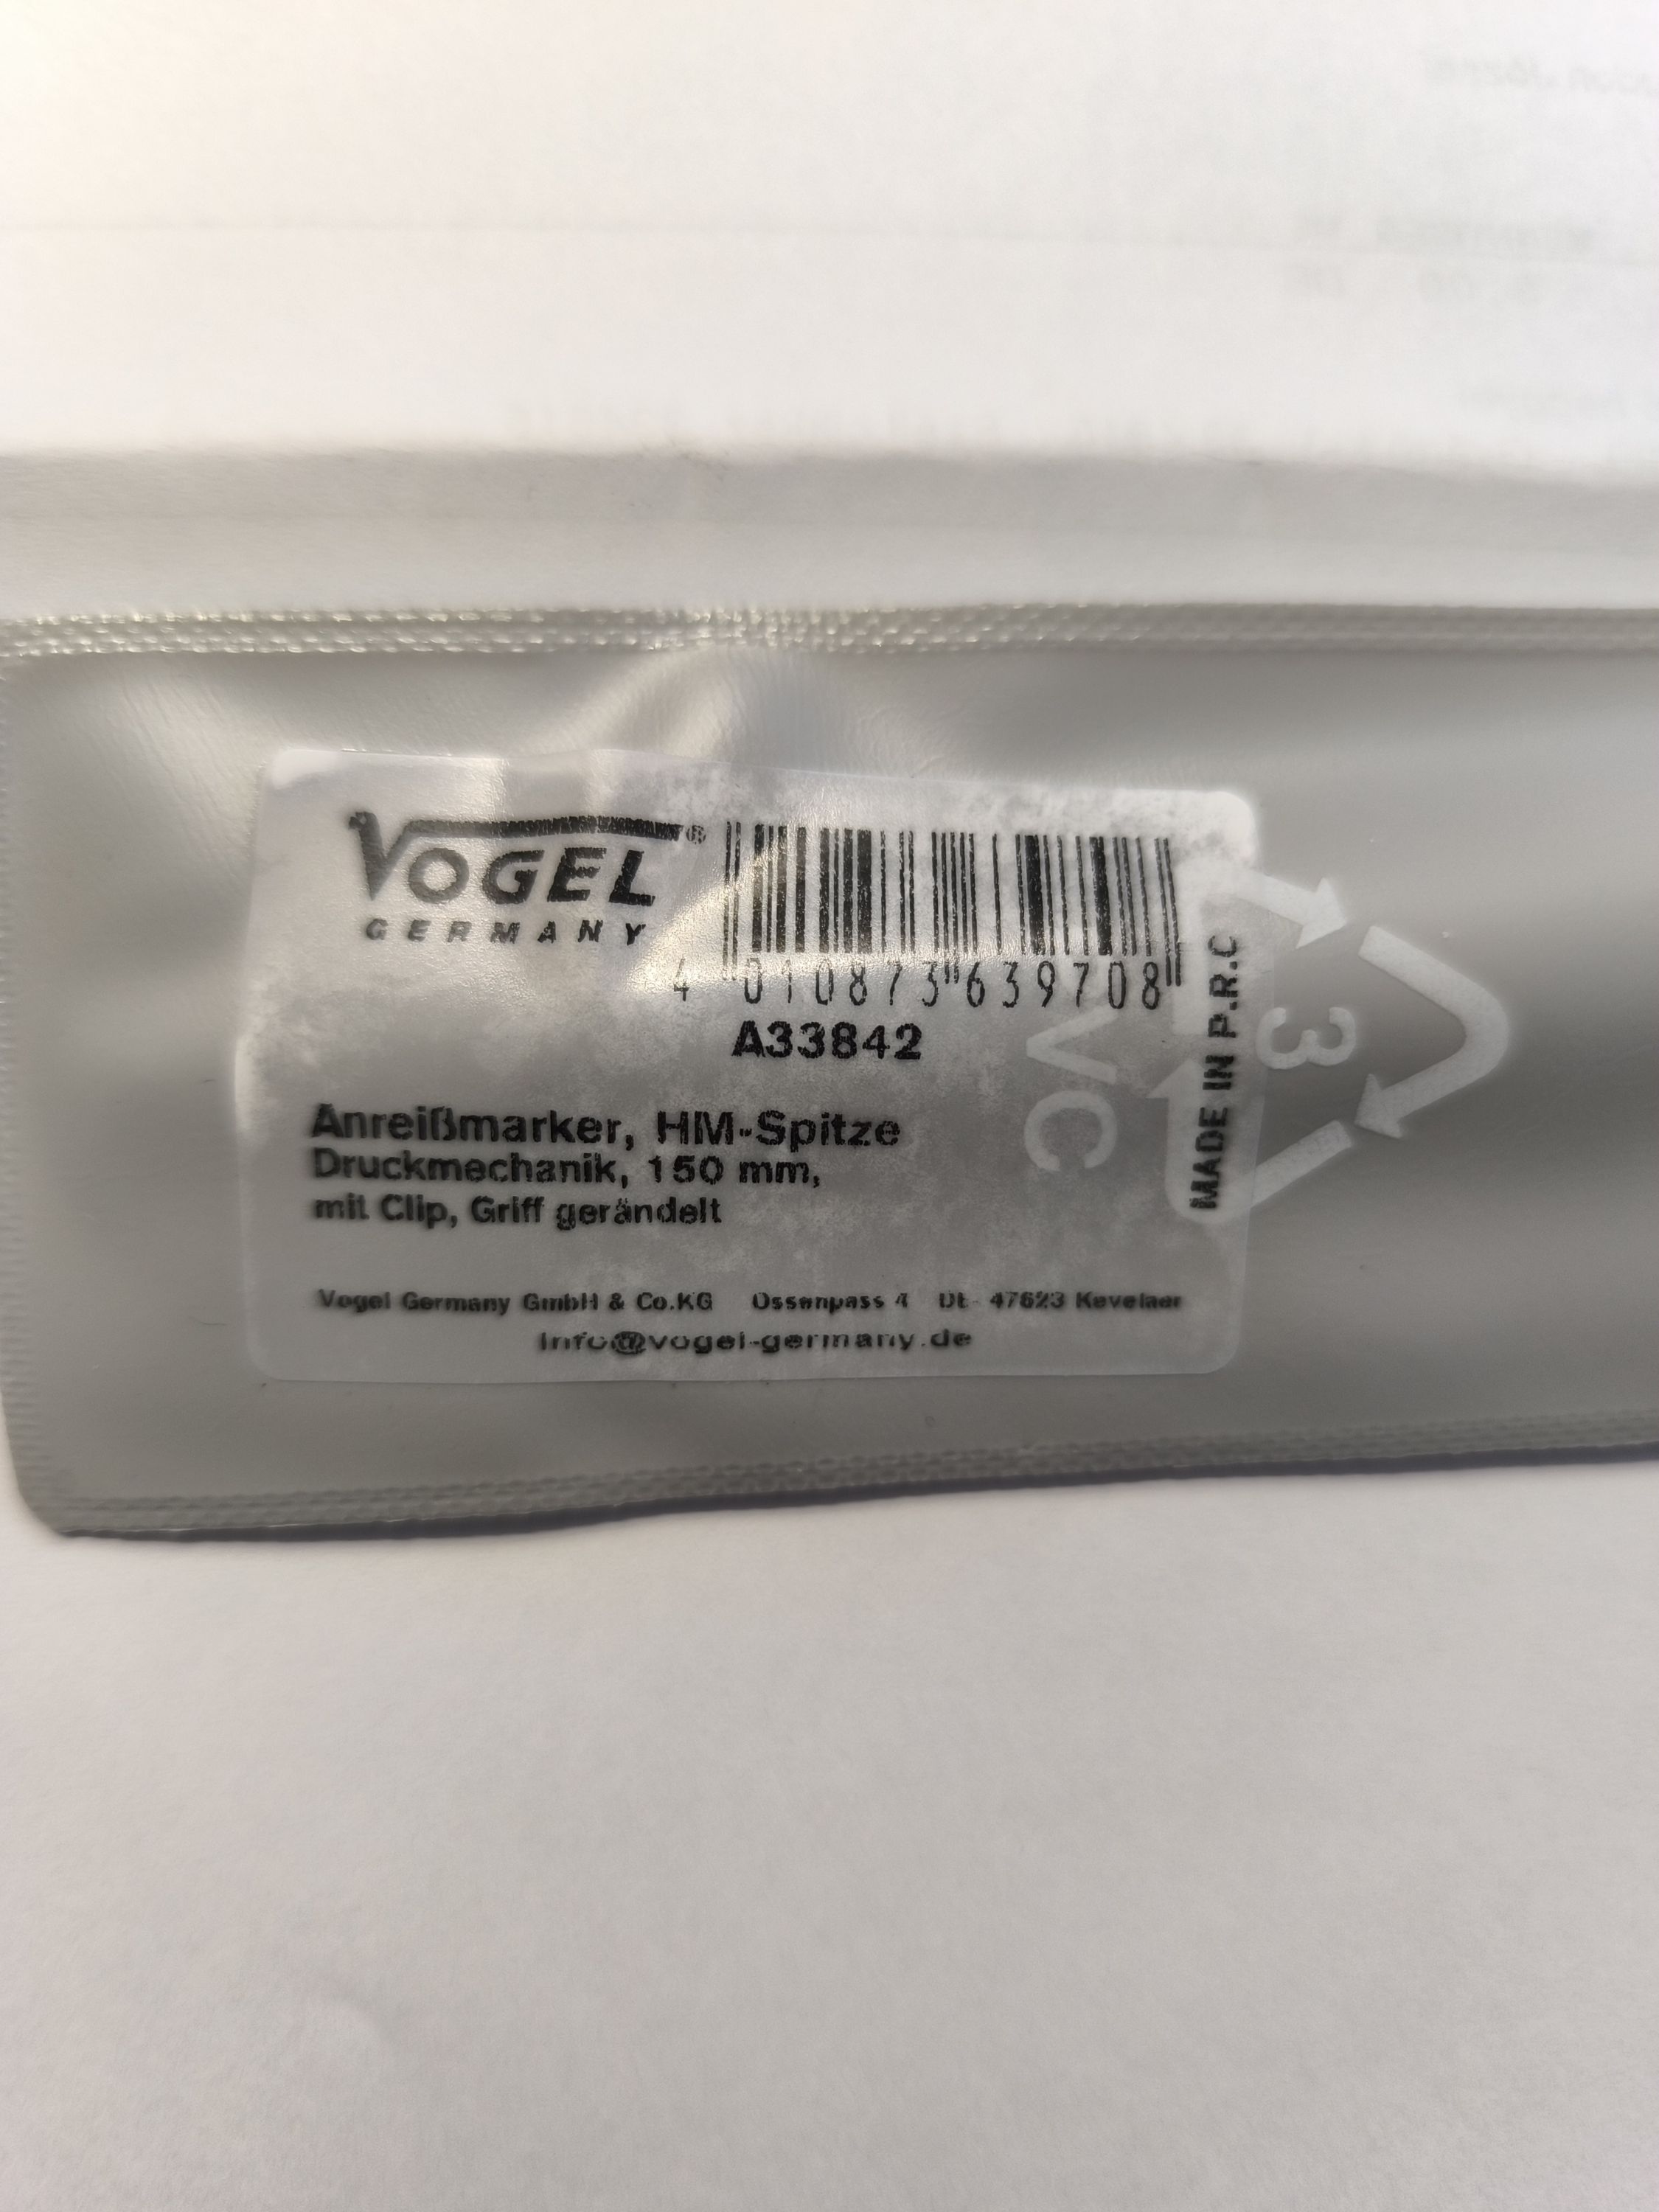 VOGEL®
GERMANY
4 010873 639708
A33842
Anreißmarker, HM-Spitze
Druckmechanik, 150 mm,
mit Clip, Griff gerändelt
Vogel Germany GmbH & Co.KG Ossenpass 4 DE- 47623 Kevelaer
info@vogel-germany.de
MADE IN P.R.C
3